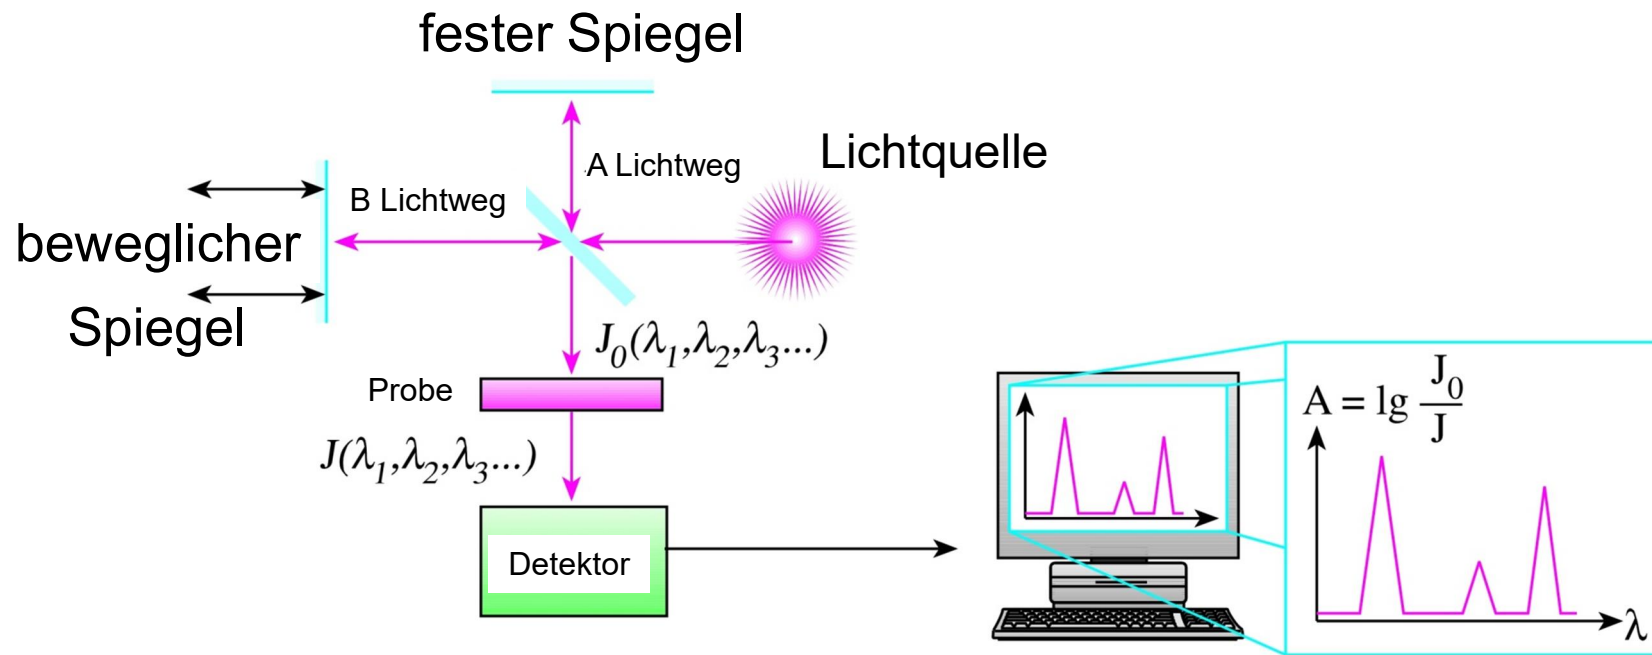 fester Spiegel
A Lichtweg
Lichtquelle
B Lichtweg
beweglicher
Spiegel
J₀(λ₁,λ₂,λ₃...)
Probe
J(λ₁,λ₂,λ₃...)
Detektor
A = lg J₀/J
λ